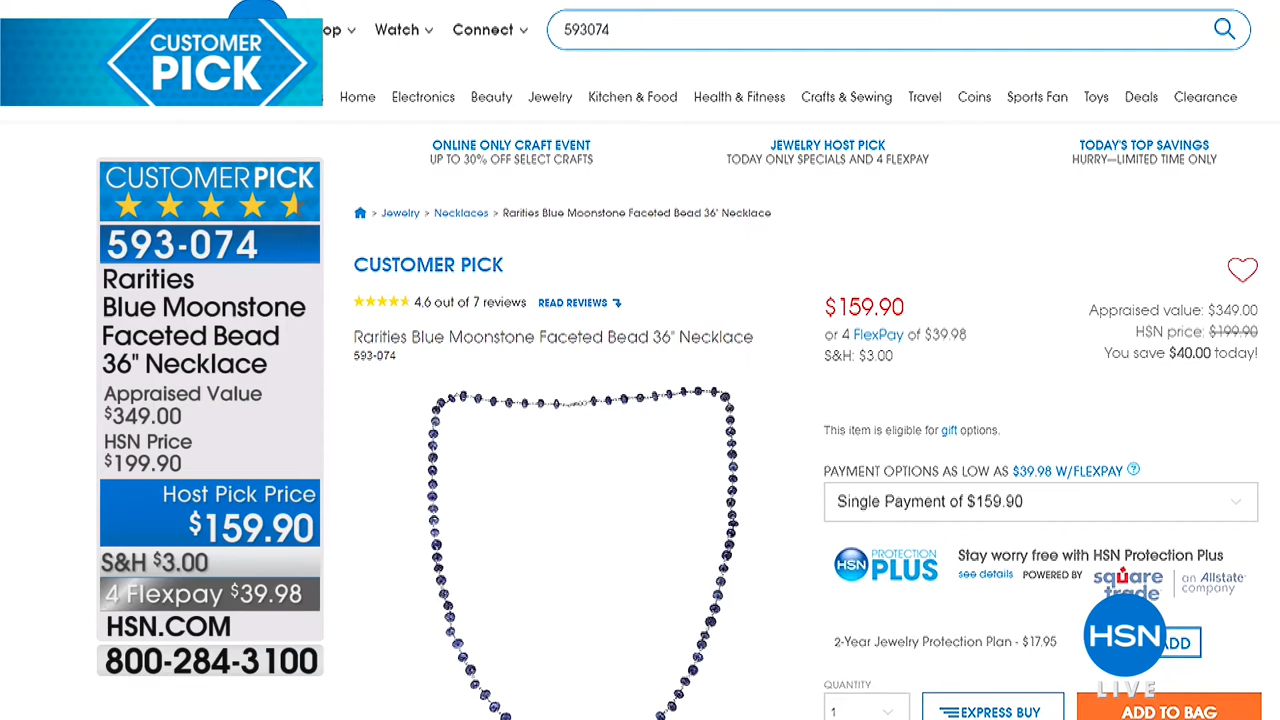 CUSTOMER
PICK
op
Watch
Connect
593074
Home
Electronics
Beauty
Jewelry
Kitchen & Food
Health & Fitness
Crafts & Sewing
Travel
Coins
Sports Fan
Toys
Deals
Clearance
ONLINE ONLY CRAFT EVENT
UP TO 30% OFF SELECT CRAFTS
JEWELRY HOST PICK
TODAY ONLY SPECIALS AND 4 FLEXPAY
TODAY'S TOP SAVINGS
HURRY—LIMITED TIME ONLY
CUSTOMER PICK
593-074
Rarities
Blue Moonstone
Faceted Bead
36" Necklace
Appraised Value
$349.00
HSN Price
$199.90
Host Pick Price
$159.90
S&H $3.00
4 Flexpay $39.98
HSN.COM
800-284-3100
> Jewelry > Necklaces > Rarities Blue Moonstone Faceted Bead 36" Necklace
CUSTOMER PICK
4.6 out of 7 reviews READ REVIEWS
Rarities Blue Moonstone Faceted Bead 36" Necklace
593-074
$159.90
or 4 FlexPay of $39.98
S&H: $3.00
Appraised value: $349.00
HSN price: $199.90
You save $40.00 today!
This item is eligible for gift options.
PAYMENT OPTIONS AS LOW AS $39.98 W/FLEXPAY ?
Single Payment of $159.90
HSN PROTECTION
PLUS
Stay worry free with HSN Protection Plus
see details POWERED BY
square
trade
an Allstate
company
2-Year Jewelry Protection Plan - $17.95
ADD
HSN
LIVE
QUANTITY
1
EXPRESS BUY
ADD TO BAG